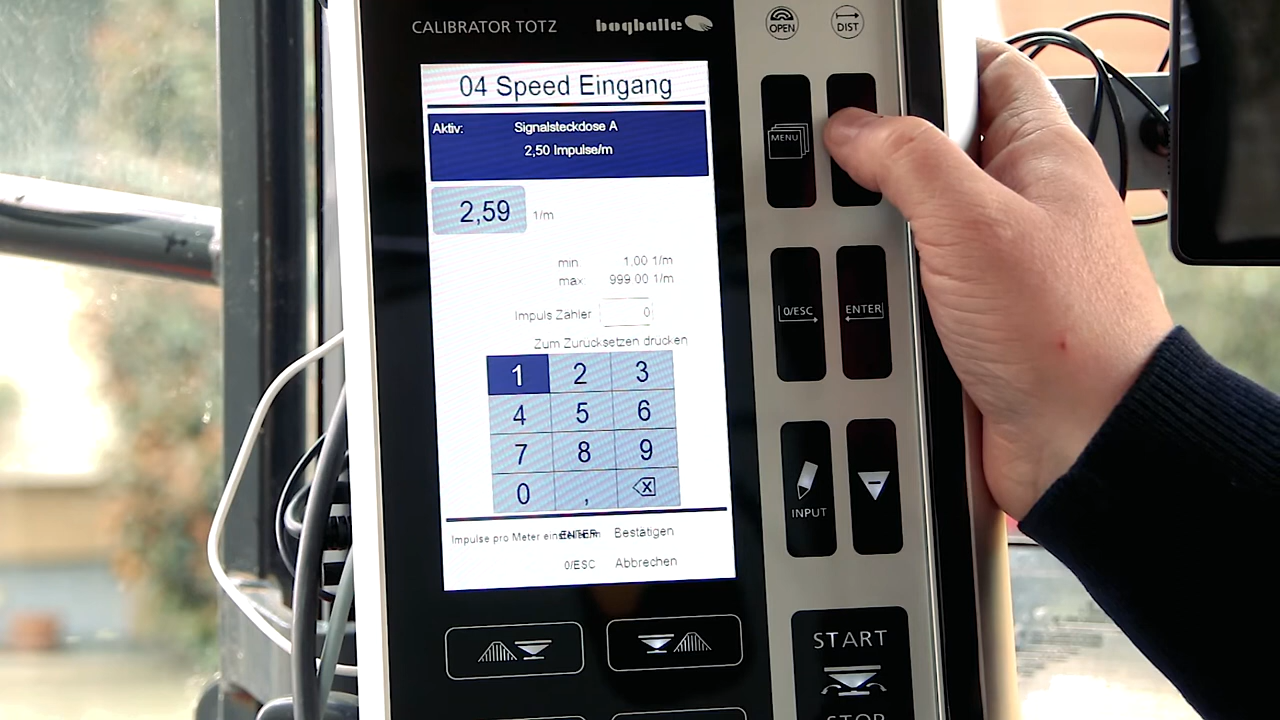 CALIBRATOR TOTZ
bogballe
OPEN
DIST
04 Speed Eingang
Aktiv: Signalsteckdose A
2,50 Impulse/m
2,59 1/m
min: 1.00 1/m
max: 999.00 1/m
Impuls Zahler 0
Zum Zurucksetzen drucken
1 2 3
4 5 6
7 8 9
0 ,
Impulse pro Meter
ENTER Bestätigen
0/ESC Abbrechen
MENU
0/ESC
ENTER
INPUT
START
STOP